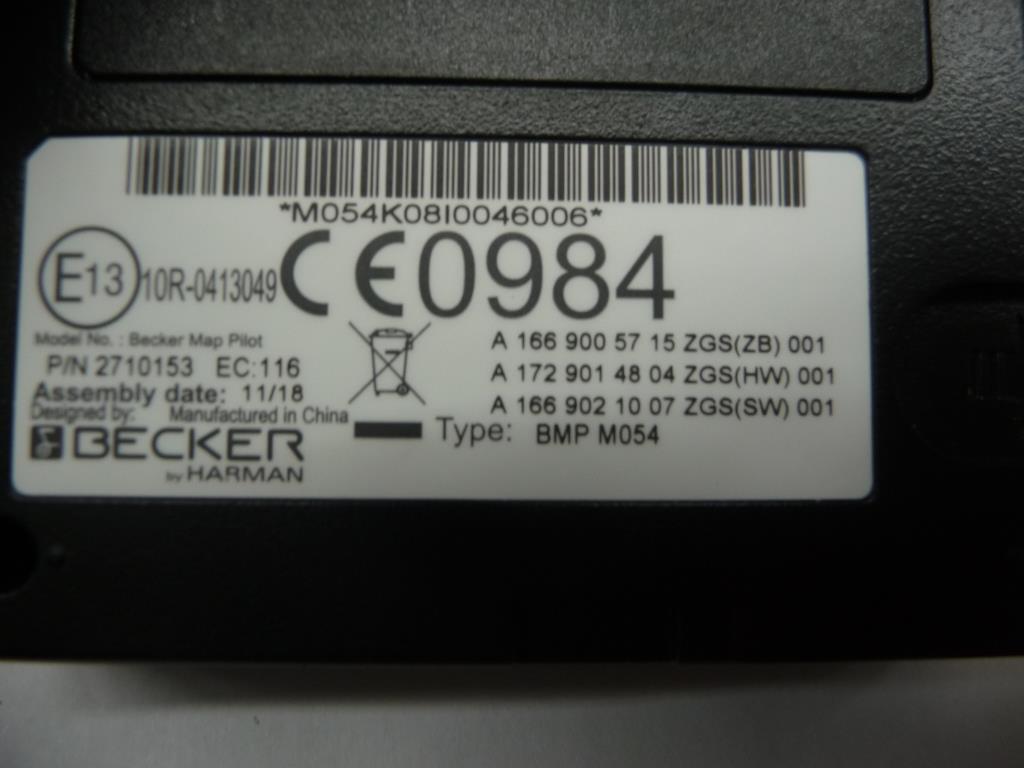 *M054K08I0046006*
E13 10R-0413049 CE0984
Model No. : Becker Map Pilot
P/N 2710153 EC:116
Assembly date: 11/18
Designed by: Manufactured in China
BECKER
by HARMAN
A 166 900 57 15 ZGS(ZB) 001
A 172 901 48 04 ZGS(HW) 001
A 166 902 10 07 ZGS(SW) 001
Type: BMP M054